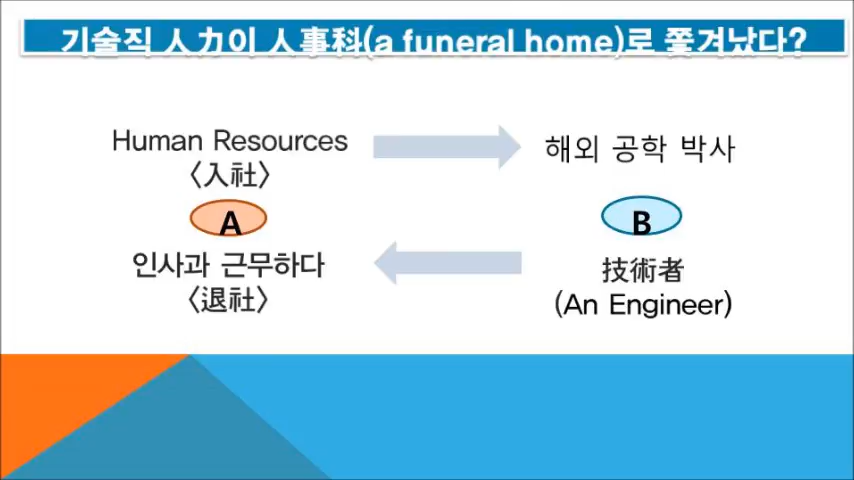 기술직 人力이 人事科(a funeral home)로 쫓겨났다?
Human Resources
〈入社〉
해외 공학 박사
A
B
인사과 근무하다
〈退社〉
技術者
(An Engineer)